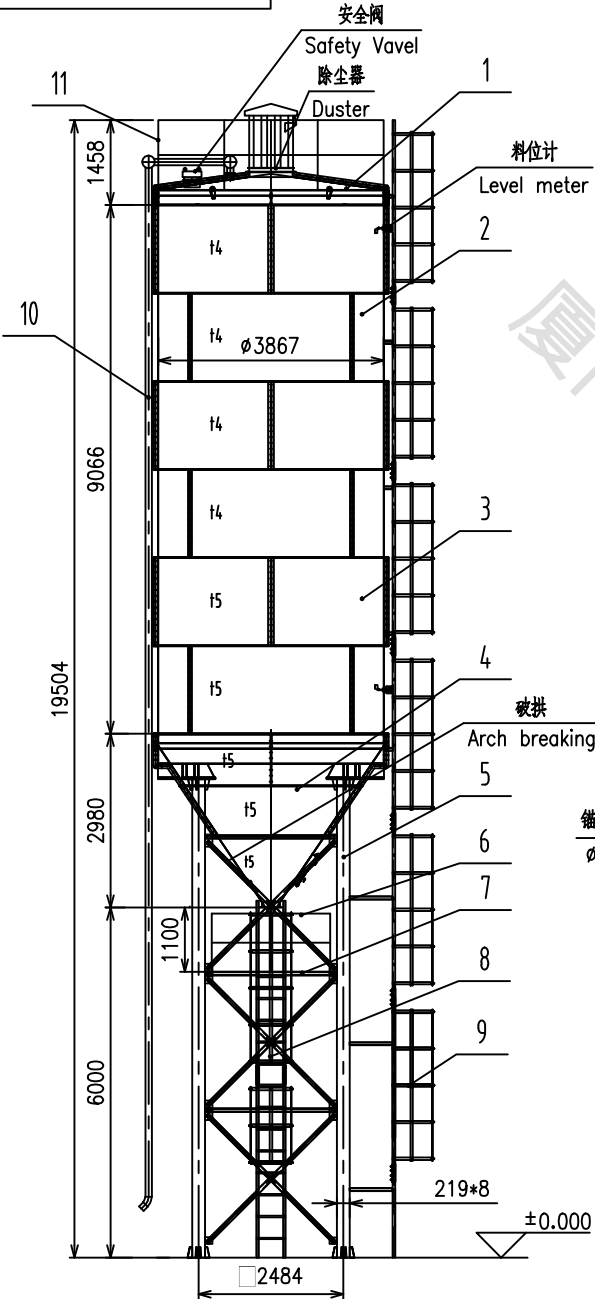 安全阀
Safety Vavel
除尘器
Duster
11
1
1458
料位计
Level meter
t4
2
10
t4
ø3867
厦
9066
t4
t4
3
t5
19504
t5
4
破拱
Arch breaking
t5
5
2980
t5
锚
ø
t5
6
7
1100
8
9
6000
219*8
±0.000
□2484